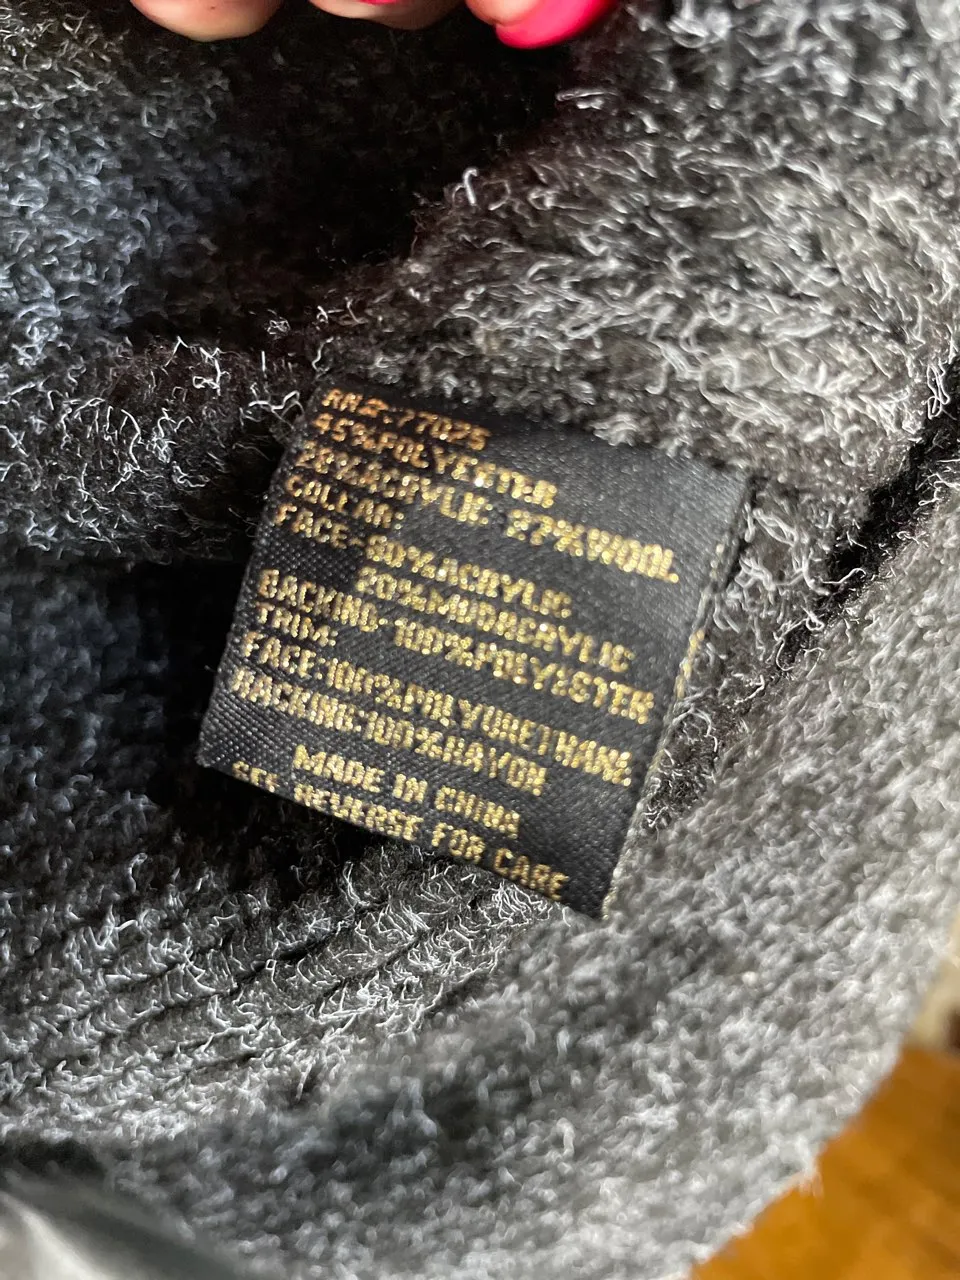 RN#:77025
45%POLYESTER
28%ACRYLIC 27%WOOL
COLLAR:
FACE-80%ACRYLIC
20%MODACRYLIC
BACKING-100%POLYESTER
TRIM:
FACE:100%POLYURETHANE
BACKING:100%RAYON
MADE IN CHINA
SEE REVERSE FOR CARE